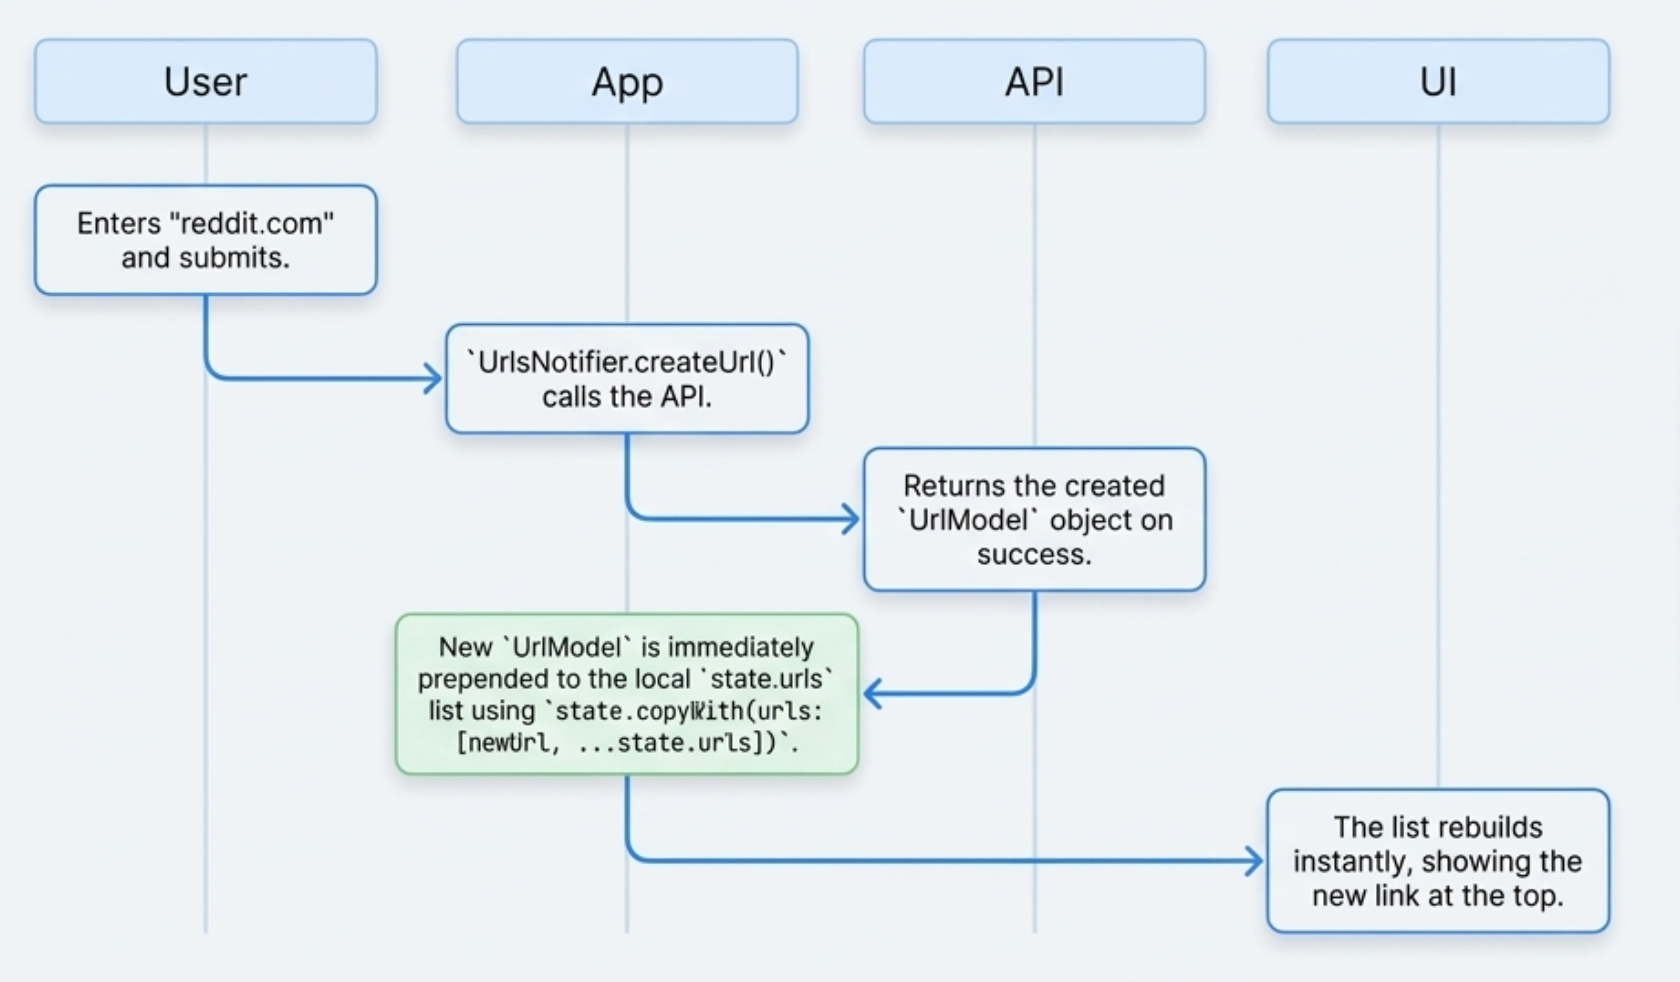 User
App
API
UI
Enters "reddit.com"
and submits.
`UrlsNotifier.createUrl()`
calls the API.
Returns the created
`UrlModel` object on
success.
New `UrlModel` is immediately
prepended to the local `state.urls`
list using `state.copyWith(urls:
[newUrl, ...state.urls])`.
The list rebuilds
instantly, showing the
new link at the top.